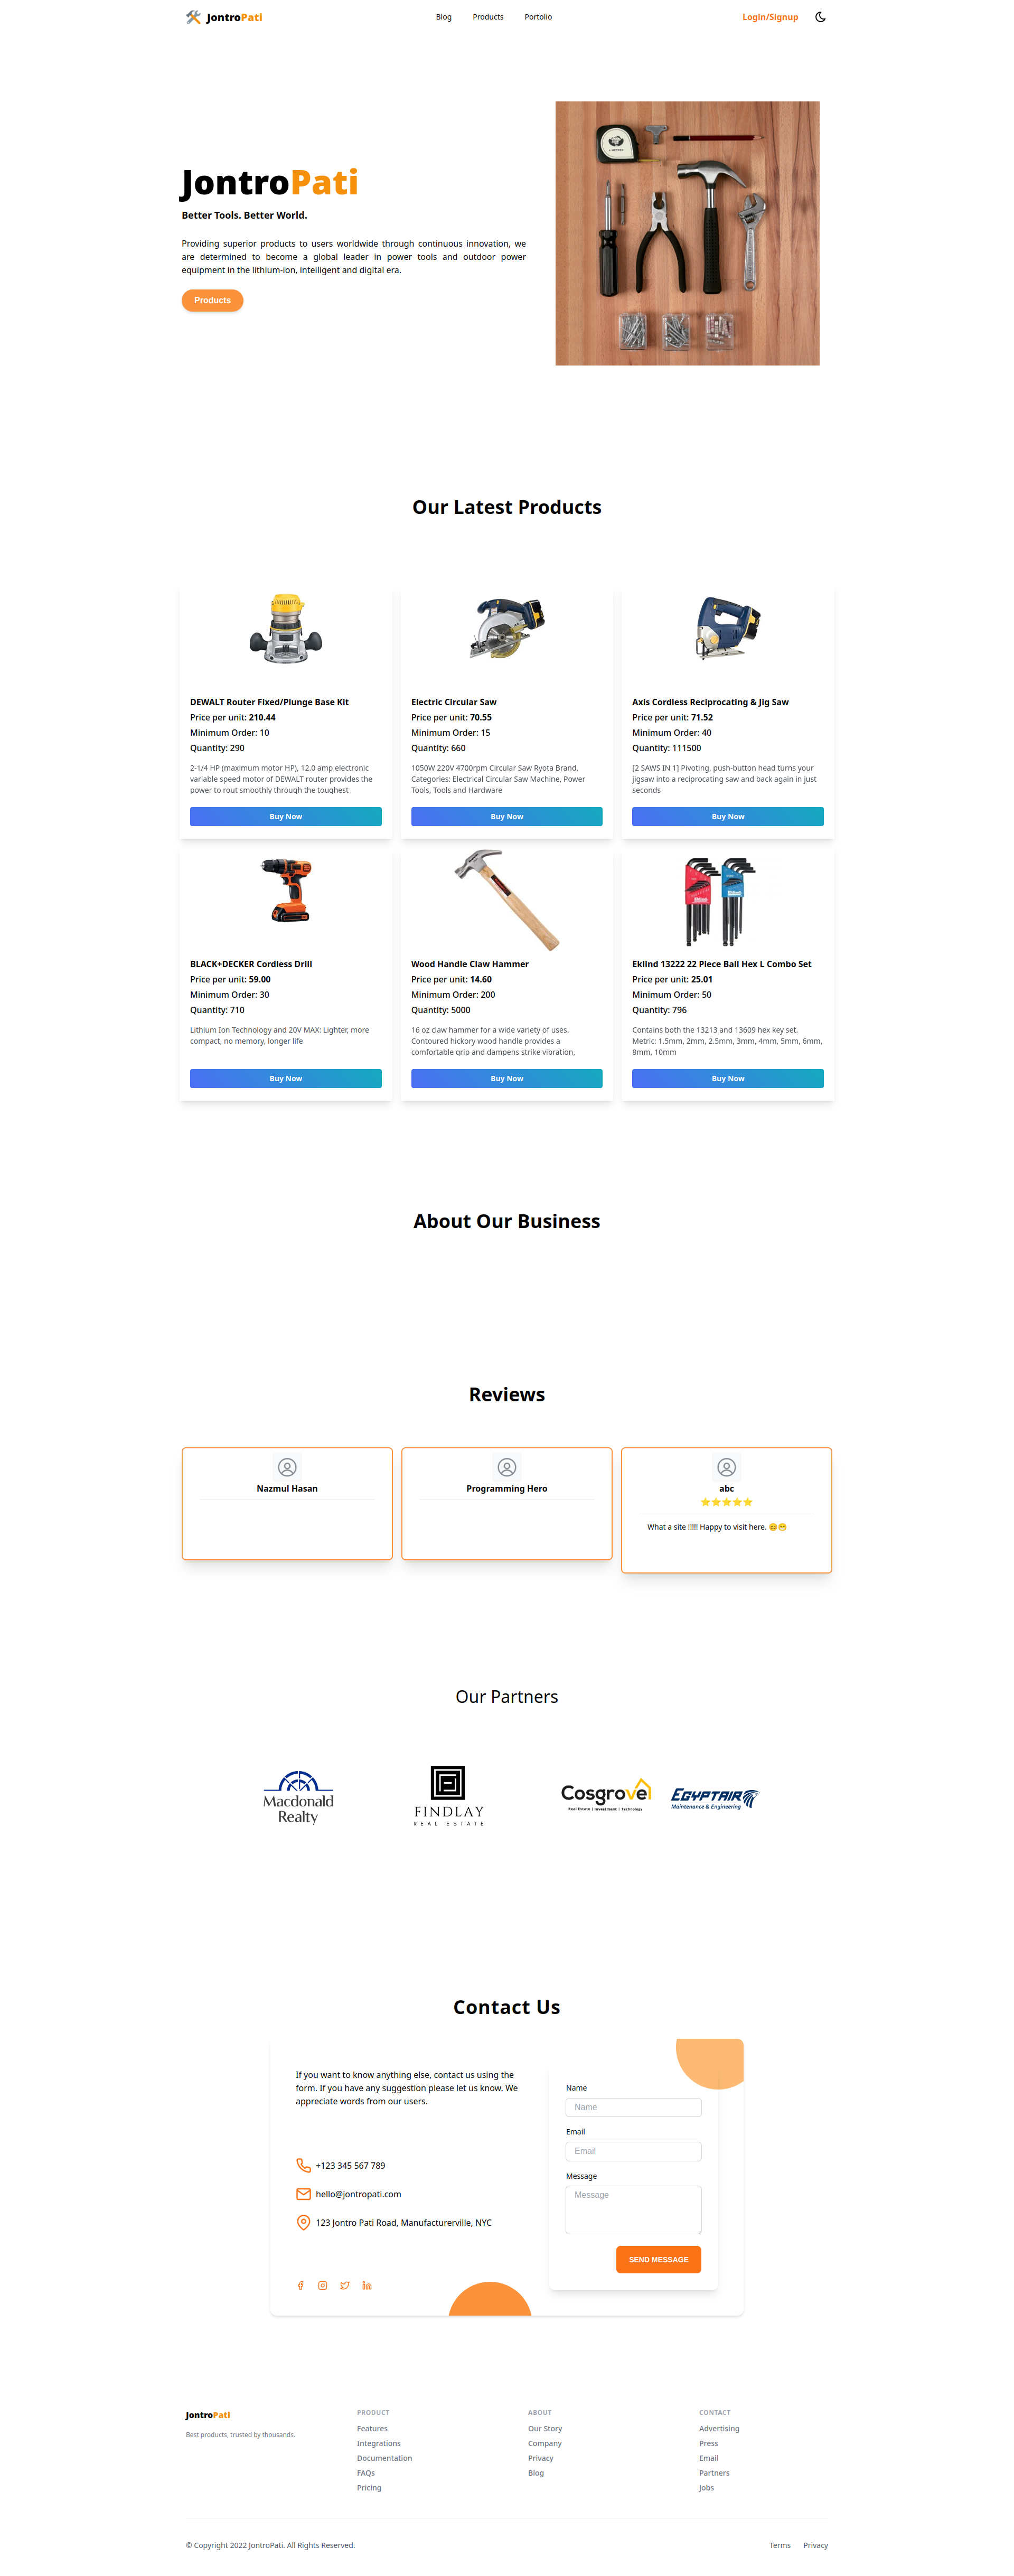 JontroPati
Blog
Products
Portolio
Login/Signup
JontroPati
Better Tools. Better World.
Providing superior products to users worldwide through continuous innovation, we
are determined to become a global leader in power tools and outdoor power
equipment in the lithium-ion, intelligent and digital era.
Products
Our Latest Products
DEWALT Router Fixed/Plunge Base Kit
Price per unit: 210.44
Minimum Order: 10
Quantity: 290
2-1/4 HP (maximum motor HP), 12.0 amp electronic
variable speed motor of DEWALT router provides the
power to rout smoothly through the toughest
Buy Now
Electric Circular Saw
Price per unit: 70.55
Minimum Order: 15
Quantity: 660
1050W 220V 4700rpm Circular Saw Ryota Brand,
Categories: Electrical Circular Saw Machine, Power
Tools, Tools and Hardware
Buy Now
Axis Cordless Reciprocating & Jig Saw
Price per unit: 71.52
Minimum Order: 40
Quantity: 111500
[2 SAWS IN 1] Pivoting, push-button head turns your
jigsaw into a reciprocating saw and back again in just
seconds
Buy Now
BLACK+DECKER Cordless Drill
Price per unit: 59.00
Minimum Order: 30
Quantity: 710
Lithium Ion Technology and 20V MAX: Lighter, more
compact, no memory, longer life
Buy Now
Wood Handle Claw Hammer
Price per unit: 14.60
Minimum Order: 200
Quantity: 5000
16 oz claw hammer for a wide variety of uses.
Contoured hickory wood handle provides a
comfortable grip and dampens strike vibration,
Buy Now
Eklind 13222 22 Piece Ball Hex L Combo Set
Price per unit: 25.01
Minimum Order: 50
Quantity: 796
Contains both the 13213 and 13609 hex key set.
Metric: 1.5mm, 2mm, 2.5mm, 3mm, 4mm, 5mm, 6mm,
8mm, 10mm
Buy Now
About Our Business
Reviews
Nazmul Hasan
Programming Hero
abc
⭐⭐⭐⭐⭐
What a site Happy to visit here. 😊😁
Our Partners
Macdonald
Realty
FINDLAY
REAL ESTATE
Cosgrove
Real Estate | Investment | Technology
EGYPTAIR
Maintenance & Engineering
Contact Us
If you want to know anything else, contact us using the
form. If you have any suggestion please let us know. We
appreciate words from our users.
+123 345 567 789
hello@jontropati.com
123 Jontro Pati Road, Manufacturerville, NYC
Name
Name
Email
Email
Message
Message
SEND MESSAGE
JontroPati
Best products, trusted by thousands.
PRODUCT
Features
Integrations
Documentation
FAQs
Pricing
ABOUT
Our Story
Company
Privacy
Blog
CONTACT
Advertising
Press
Email
Partners
Jobs
© Copyright 2022 JontroPati. All Rights Reserved.
Terms
Privacy